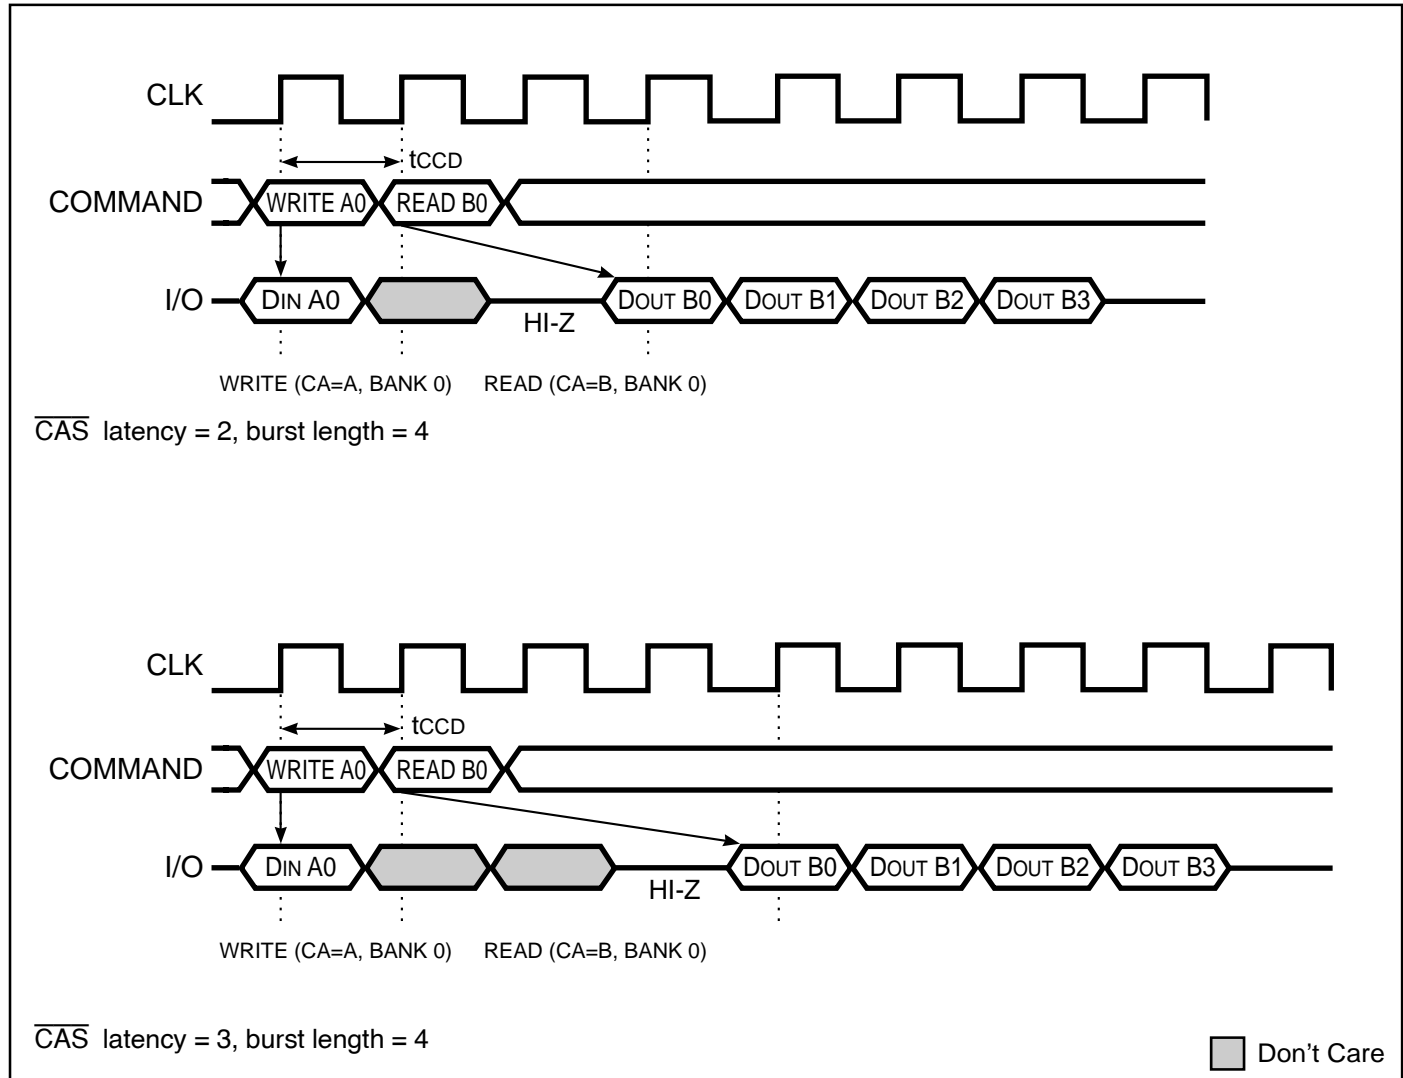 CLK
tCCD
COMMAND WRITE A0 READ B0
I/O DIN A0 HI-Z DOUT B0 DOUT B1 DOUT B2 DOUT B3
WRITE (CA=A, BANK 0) READ (CA=B, BANK 0)
CAS latency = 2, burst length = 4
CLK
tCCD
COMMAND WRITE A0 READ B0
I/O DIN A0 HI-Z DOUT B0 DOUT B1 DOUT B2 DOUT B3
WRITE (CA=A, BANK 0) READ (CA=B, BANK 0)
CAS latency = 3, burst length = 4
Don't Care